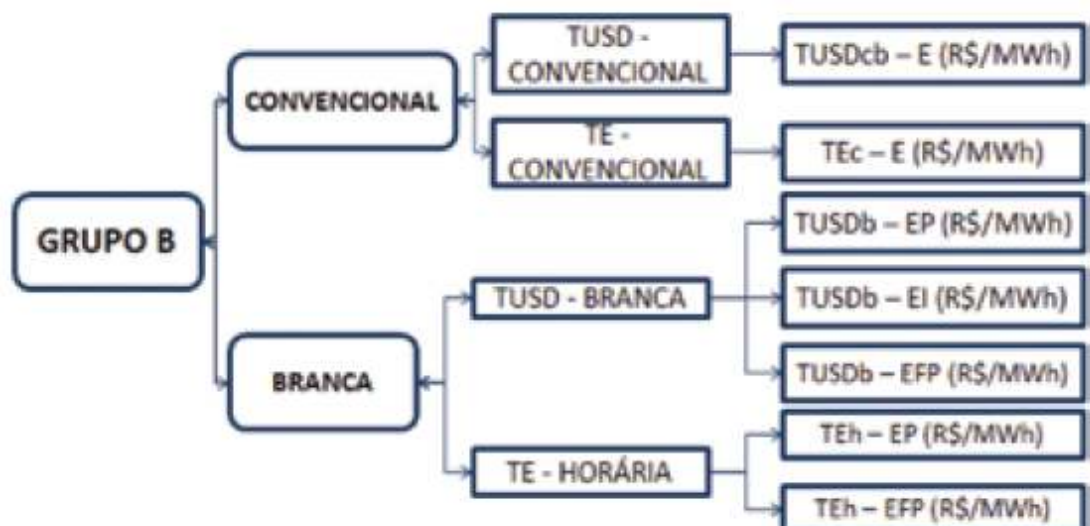 GRUPO B
CONVENCIONAL
TUSD -
CONVENCIONAL
TUSDcb – E (R$/MWh)
TE -
CONVENCIONAL
TEc – E (R$/MWh)
BRANCA
TUSD - BRANCA
TUSDb – EP (R$/MWh)
TUSDb – EI (R$/MWh)
TUSDb – EFP (R$/MWh)
TE - HORÁRIA
TEh – EP (R$/MWh)
TEh – EFP (R$/MWh)